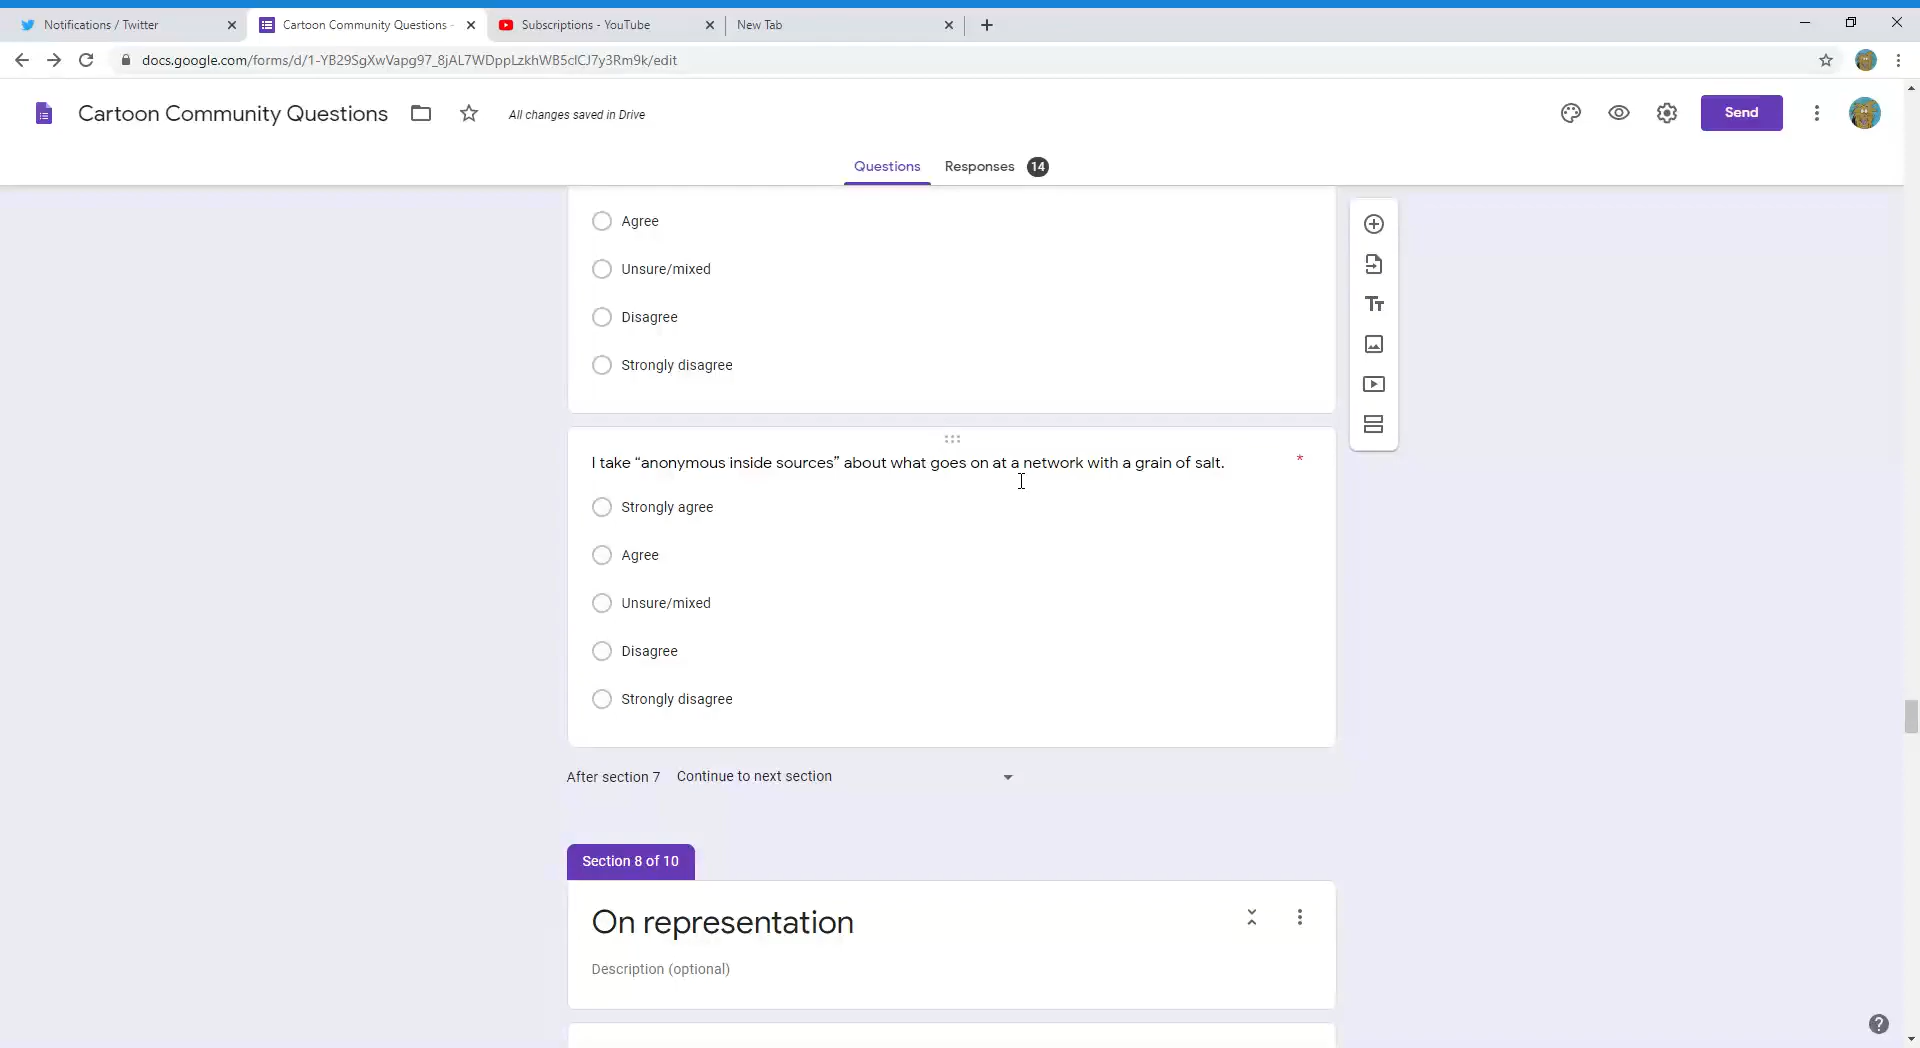 Notifications / Twitter
Cartoon Community Questions -
Subscriptions - YouTube
New Tab
docs.google.com/forms/d/1-YB29SgXwVapg97_8jAL7WDppLzkhWB5clCJ7y3Rm9k/edit
Cartoon Community Questions
All changes saved in Drive
Send
Questions
Responses 14
Agree
Unsure/mixed
Disagree
Strongly disagree
I take “anonymous inside sources” about what goes on at a network with a grain of salt. *
Strongly agree
Agree
Unsure/mixed
Disagree
Strongly disagree
After section 7 Continue to next section
Section 8 of 10
On representation
Description (optional)